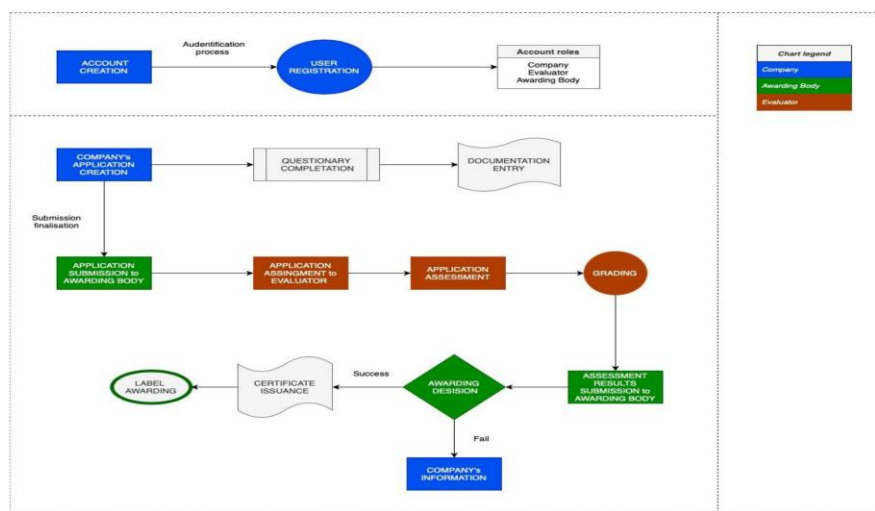 Audentification
process
ACCOUNT
CREATION
USER
REGISTRATION
Account roles
Company
Evaluator
Awarding Body
Chart legend
Company
Awarding Body
Evaluator
COMPANY's
APPLICATION
CREATION
QUESTIONARY
COMPLETATION
DOCUMENTATION
ENTRY
Submission
finalisation
APPLICATION
SUBMISSION to
AWARDING BODY
APPLICATION
ASSINGMENT to
EVALUATOR
APPLICATION
ASSESSMENT
GRADING
ASSESSMENT
RESULTS
SUBMISSION to
AWARDING BODY
AWARDING
DESISION
Success
CERTIFICATE
ISSUANCE
LABEL
AWARDING
Fail
COMPANY's
INFORMATION